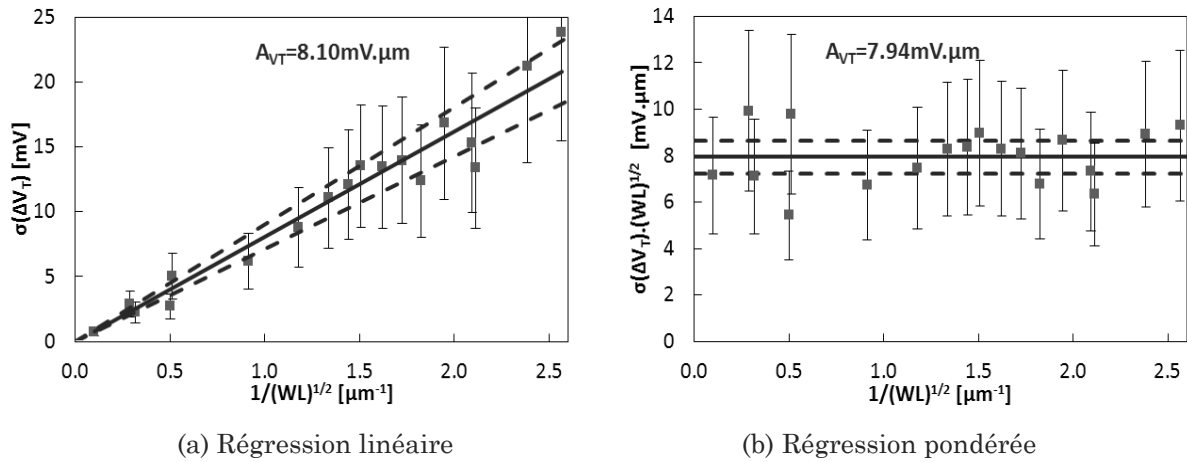 25
20
15
10
5
0
σ(ΔV_T) [mV]
A_VT=8.10mV.µm
0.0 0.5 1.0 1.5 2.0 2.5
1/(WL)^1/2 [µm^-1]
(a) Régression linéaire
14
12
10
8
6
4
2
0
σ(ΔV_T).(WL)^1/2 [mV.µm]
A_VT=7.94mV.µm
0.0 0.5 1.0 1.5 2.0 2.5
1/(WL)^1/2 [µm^-1]
(b) Régression pondérée